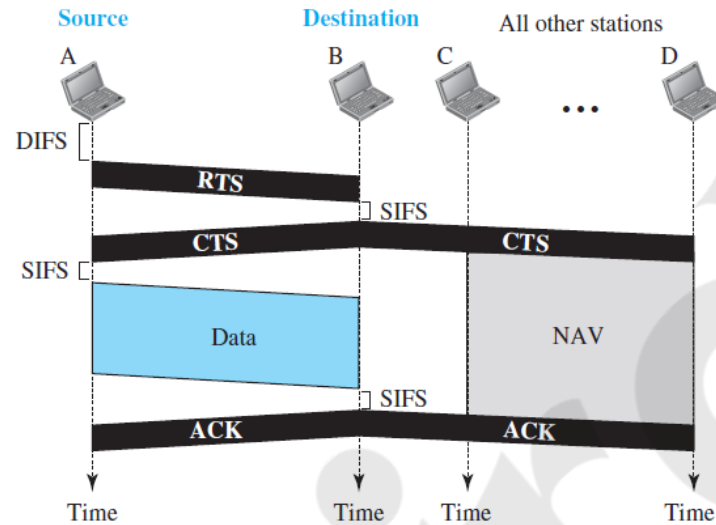 Source
Destination
All other stations
A
B
C
D
...
DIFS
RTS
SIFS
CTS
CTS
SIFS
Data
NAV
SIFS
ACK
ACK
Time
Time
Time
Time